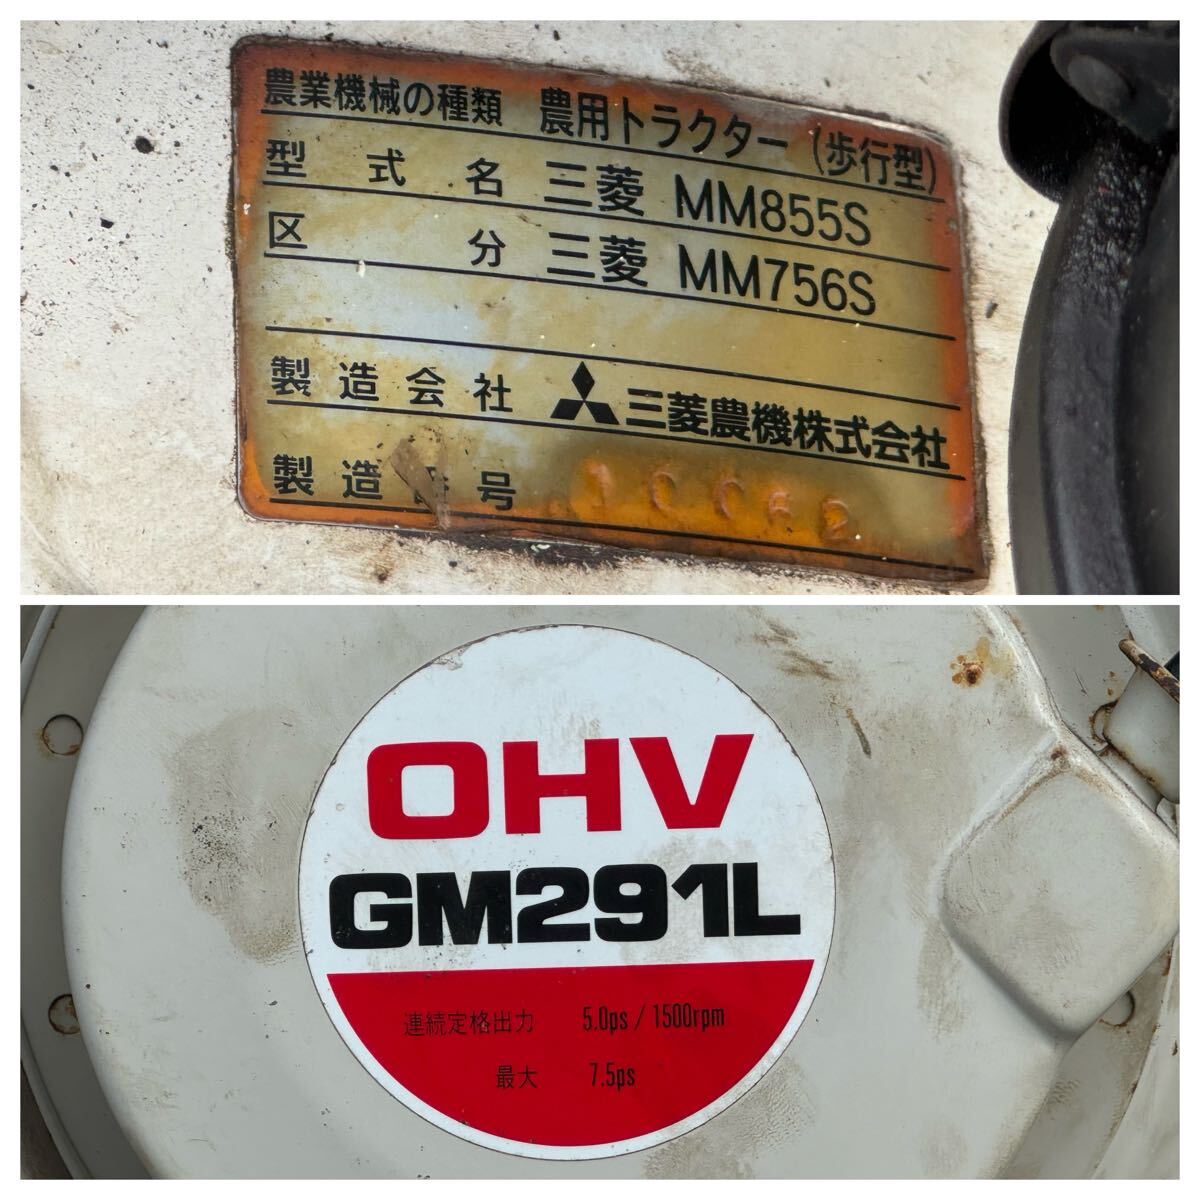 農業機械の種類 農用トラクター(歩行型)
型式名 三菱 MM855S
区分 三菱 MM756S
製造会社 三菱農機株式会社
製造番号
OHV
GM291L
連続定格出力 5.0ps / 1500rpm
最大 7.5ps